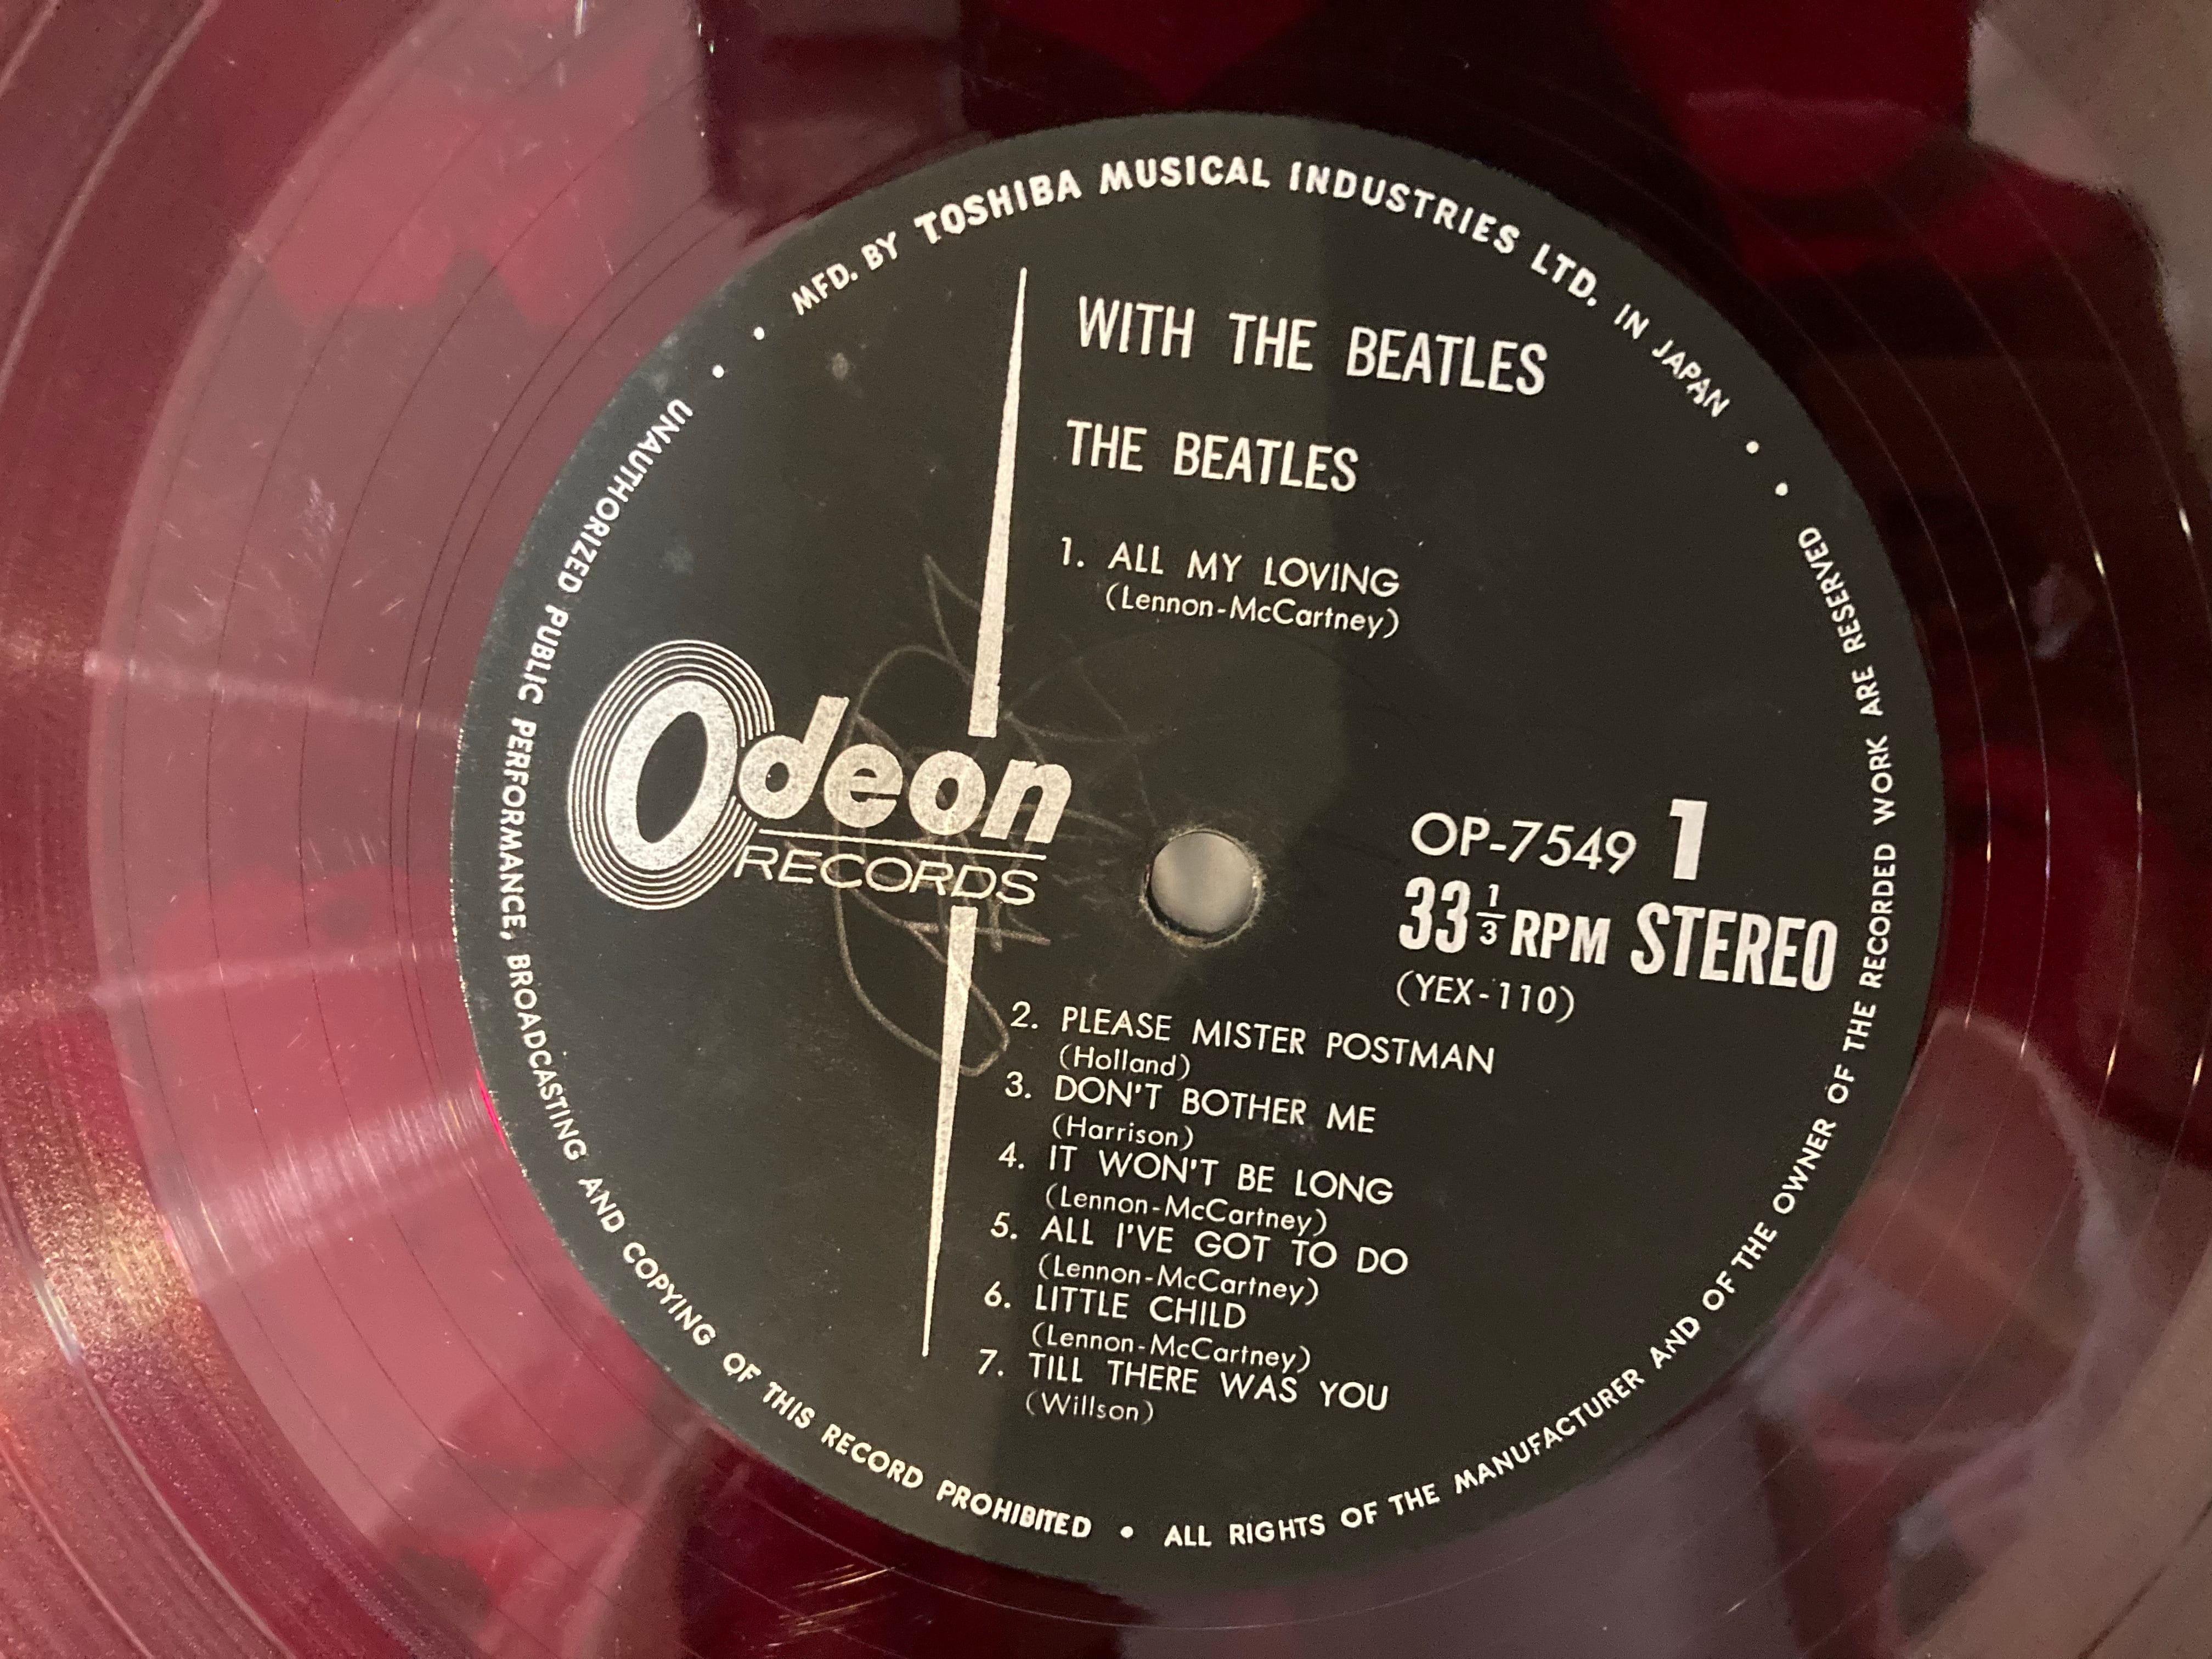 • MFD. BY TOSHIBA MUSICAL INDUSTRIES LTD. IN JAPAN •
WITH THE BEATLES
THE BEATLES
1. ALL MY LOVING
(Lennon-McCartney)
Odeon
RECORDS
OP-7549 1
33 1/3 RPM STEREO
(YEX-110)
2. PLEASE MISTER POSTMAN
(Holland)
3. DON'T BOTHER ME
(Harrison)
4. IT WON'T BE LONG
(Lennon-McCartney)
5. ALL I'VE GOT TO DO
(Lennon-McCartney)
6. LITTLE CHILD
(Lennon-McCartney)
7. TILL THERE WAS YOU
(Willson)
• UNAUTHORIZED PUBLIC PERFORMANCE, BROADCASTING AND COPYING OF THIS RECORD PROHIBITED • ALL RIGHTS OF THE MANUFACTURER AND OF THE OWNER OF THE RECORDED WORK ARE RESERVED •